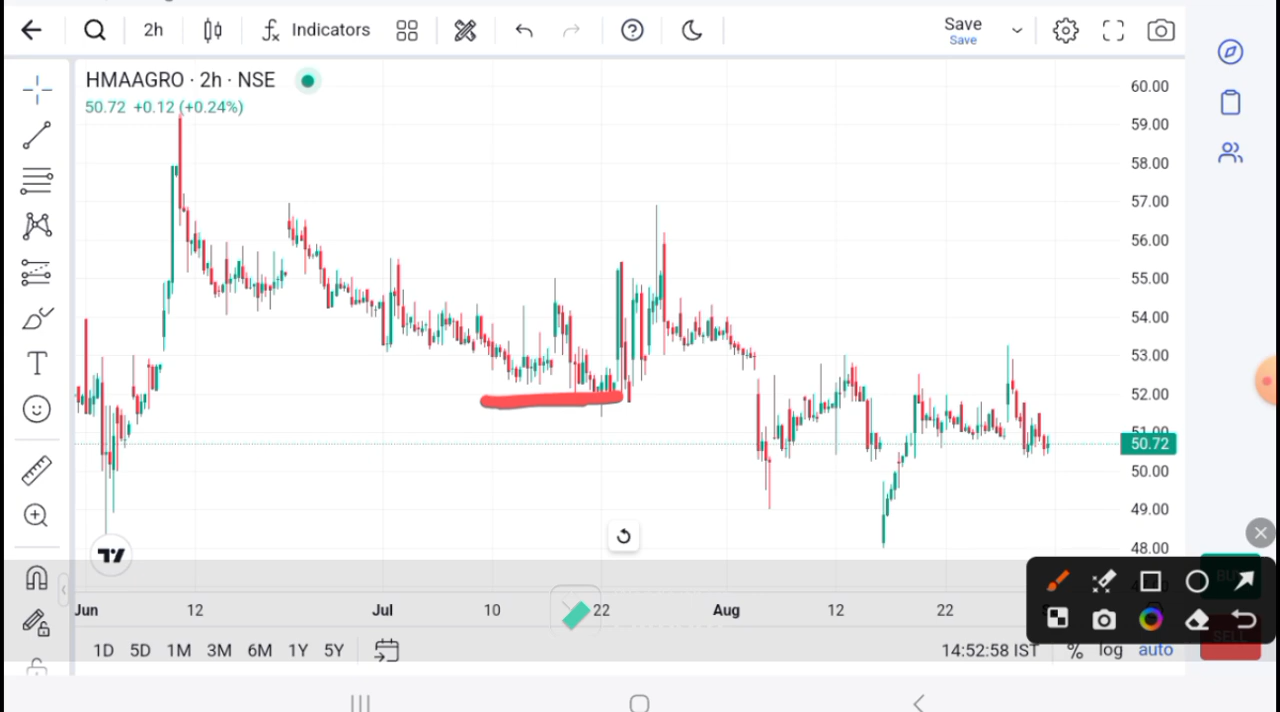 2h
Indicators
Save
Save
HMAAGRO · 2h · NSE
50.72 +0.12 (+0.24%)
60.00
59.00
58.00
57.00
56.00
55.00
54.00
53.00
52.00
51.00
50.72
50.00
49.00
48.00
BUY
Jun 12 Jul 10 22 Aug 12 22
1D 5D 1M 3M 6M 1Y 5Y
14:52:58 IST % log auto
SELL